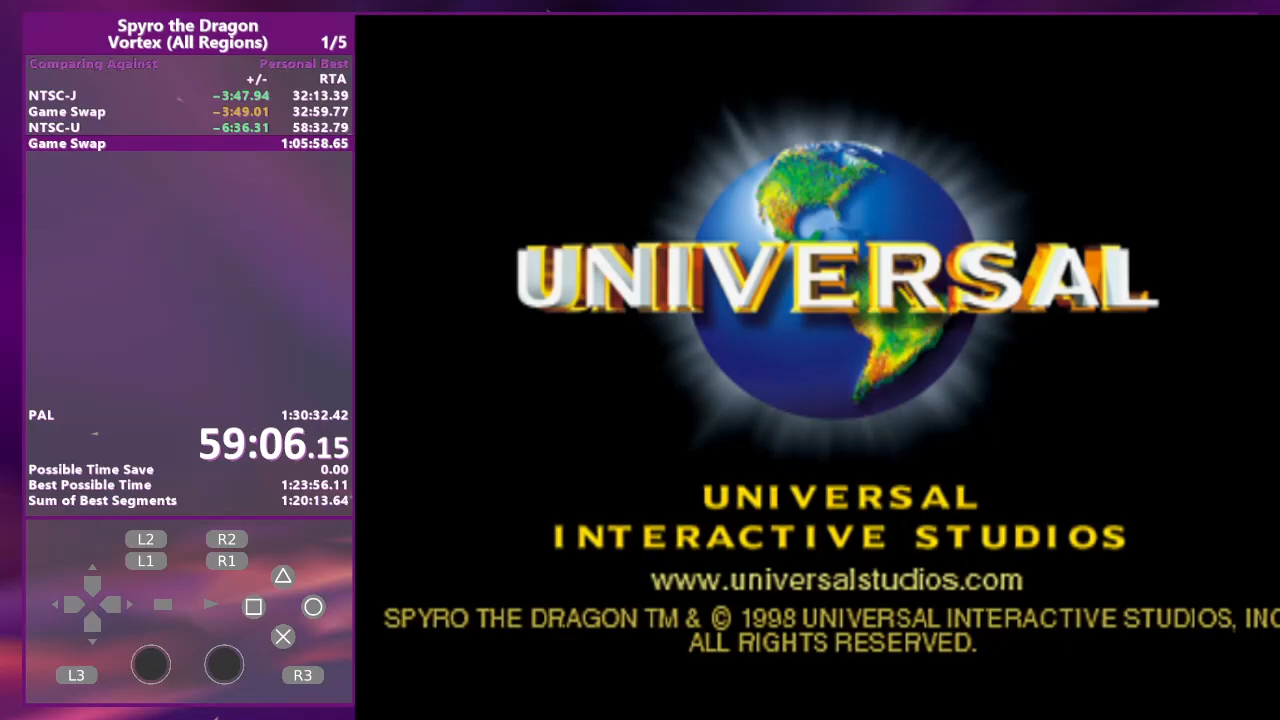 Spyro the Dragon
Vortex (All Regions) 1/5
Comparing Against Personal Best
+/- RTA
NTSC-J −3:47.94 32:13.39
Game Swap −3:49.01 32:59.77
NTSC-U −6:36.31 58:32.79
Game Swap 1:05:58.65
PAL 1:30:32.42
59:06.15
Possible Time Save 0.00
Best Possible Time 1:23:56.11
Sum of Best Segments 1:20:13.64
L2 R2
L1 R1
L3 R3
UNIVERSAL
UNIVERSAL
INTERACTIVE STUDIOS
www.universalstudios.com
SPYRO THE DRAGON TM & © 1998 UNIVERSAL INTERACTIVE STUDIOS, INC
ALL RIGHTS RESERVED.